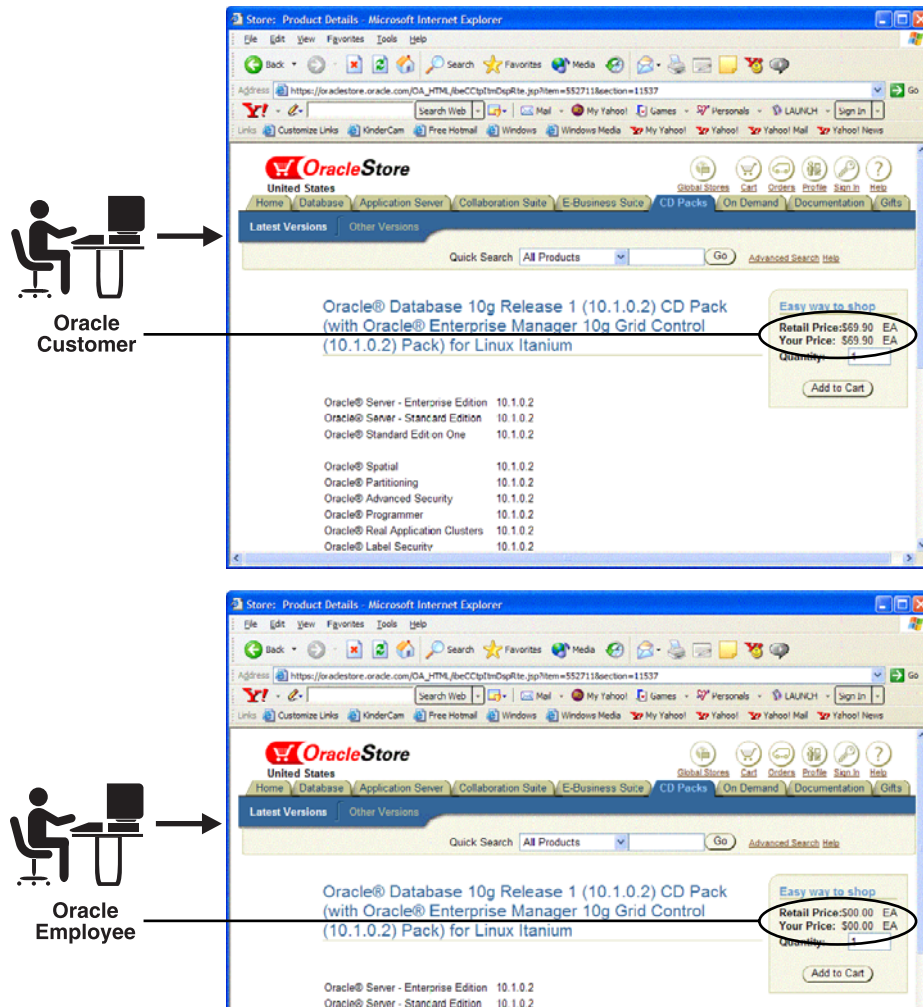 Store: Product Details - Microsoft Internet Explorer
File Edit View Favorites Tools Help
Back Search Favorites Media
Address https://oraclestore.oracle.com/OA_HTML/ibeCCtpItmDspRte.jsp?item=552711&section=11537 Go
Y! Search Web Mail My Yahoo! Games Personals LAUNCH Sign In
Links Customize Links KinderCam Free Hotmail Windows Windows Media My Yahoo! Yahoo! Yahoo! Mail Yahoo! News
OracleStore
United States
Global Stores Cart Orders Profile Sign In Help
Home Database Application Server Collaboration Suite E-Business Suite CD Packs On Demand Documentation Gifts
Latest Versions Other Versions
Quick Search All Products Go Advanced Search Help
Oracle Customer
Oracle® Database 10g Release 1 (10.1.0.2) CD Pack
(with Oracle® Enterprise Manager 10g Grid Control
(10.1.0.2) Pack) for Linux Itanium
Easy way to shop
Retail Price:$69.90 EA
Your Price: $69.90 EA
Quantity: 1
Add to Cart
Oracle® Server - Enterprise Edition 10.1.0.2
Oracle® Server - Standard Edition 10.1.0.2
Oracle® Standard Edition One 10.1.0.2
Oracle® Spatial 10.1.0.2
Oracle® Partitioning 10.1.0.2
Oracle® Advanced Security 10.1.0.2
Oracle® Programmer 10.1.0.2
Oracle® Real Application Clusters 10.1.0.2
Oracle® Label Security 10.1.0.2
Store: Product Details - Microsoft Internet Explorer
File Edit View Favorites Tools Help
Back Search Favorites Media
Address https://oraclestore.oracle.com/OA_HTML/ibeCCtpItmDspRte.jsp?item=552711&section=11537 Go
Y! Search Web Mail My Yahoo! Games Personals LAUNCH Sign In
Links Customize Links KinderCam Free Hotmail Windows Windows Media My Yahoo! Yahoo! Yahoo! Mail Yahoo! News
OracleStore
United States
Global Stores Cart Orders Profile Sign In Help
Home Database Application Server Collaboration Suite E-Business Suite CD Packs On Demand Documentation Gifts
Latest Versions Other Versions
Quick Search All Products Go Advanced Search Help
Oracle Employee
Oracle® Database 10g Release 1 (10.1.0.2) CD Pack
(with Oracle® Enterprise Manager 10g Grid Control
(10.1.0.2) Pack) for Linux Itanium
Easy way to shop
Retail Price:$00.00 EA
Your Price: $00.00 EA
Quantity: 1
Add to Cart
Oracle® Server - Enterprise Edition 10.1.0.2
Oracle® Server - Standard Edition 10.1.0.2